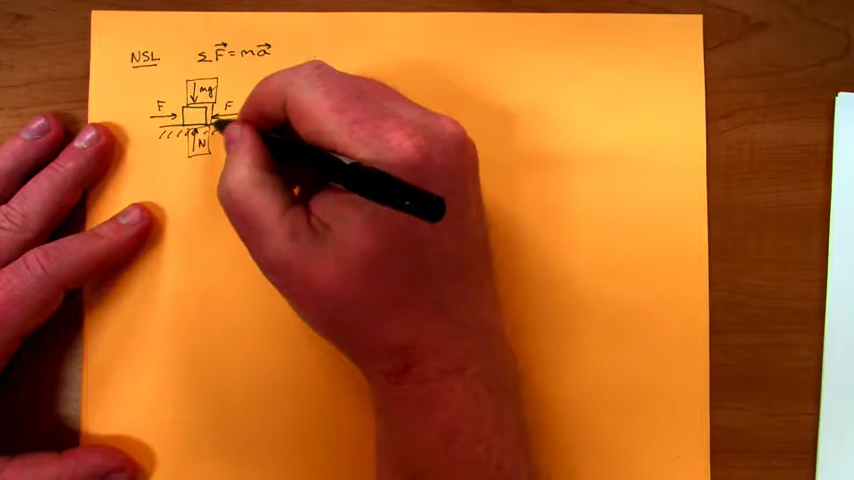 NSL ΣF⃗ = ma⃗
mg
F F
N